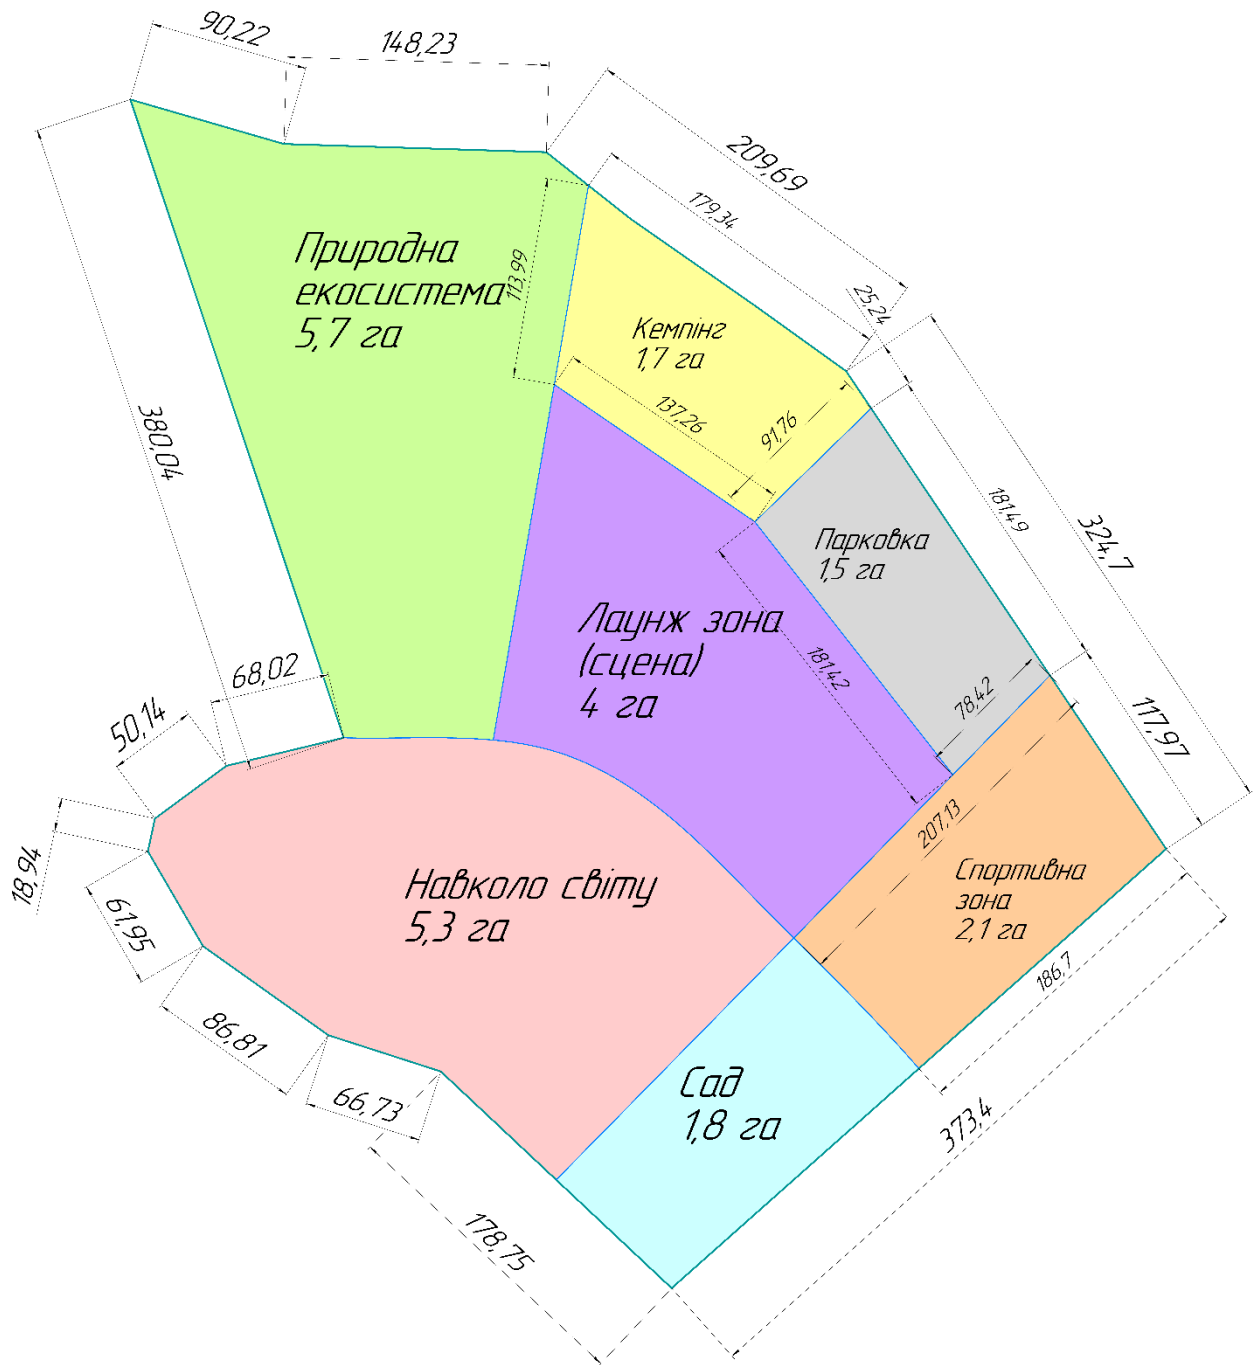 90,22
148,23
209,69
179,34
Природна
екосистема
5,7 га
113,99
25,24
Кемпінг
1,7 га
137,26
91,76
380,04
181,49
324,7
Парковка
1,5 га
Лаунж зона
(сцена)
4 га
181,42
68,02
78,42
50,14
117,97
207,13
18,94
Навколо світу
5,3 га
Спортивна
зона
2,1 га
61,95
186,7
86,81
Сад
1,8 га
66,73
373,4
178,75